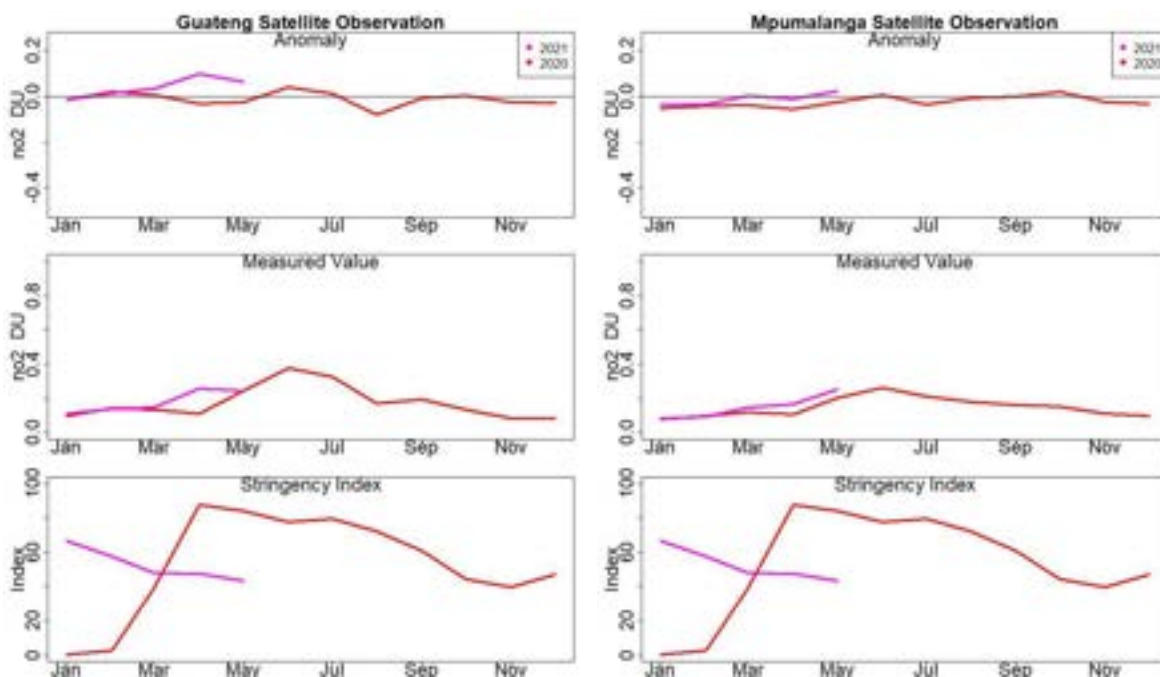 Guateng Satellite Observation
Anomaly
2021
2020
no2 DU
0.2
0.0
-0.4
Jan Mar May Jul Sep Nov
Measured Value
no2 DU
0.8
0.4
0.0
Jan Mar May Jul Sep Nov
Stringency Index
Index
100
60
20
0
Jan Mar May Jul Sep Nov
Mpumalanga Satellite Observation
Anomaly
2021
2020
no2 DU
0.2
0.0
-0.4
Jan Mar May Jul Sep Nov
Measured Value
no2 DU
0.8
0.4
0.0
Jan Mar May Jul Sep Nov
Stringency Index
Index
100
60
20
0
Jan Mar May Jul Sep Nov